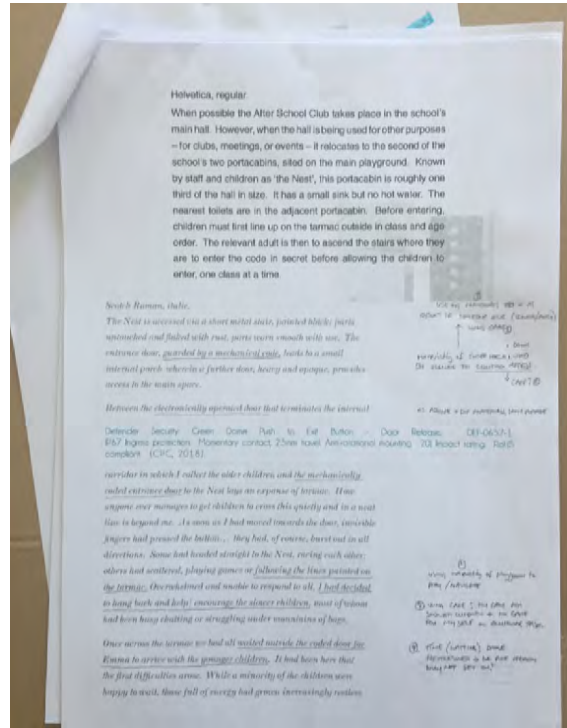 Helvetica, regular.
When possible the After School Club takes place in the school's
main hall. However, when the hall is being used for other purposes
– for clubs, meetings, or events – it relocates to the second of the
school's two portacabins, sited on the main playground. Known
by staff and children as 'the Nest', this portacabin is roughly one
third of the hall in size. It has a small sink but no hot water. The
nearest toilets are in the adjacent portacabin. Before entering,
children must first line up on the tarmac outside in class and age
order. The relevant adult is then to ascend the stairs where they
are to enter the code in secret before allowing the children to
enter, one class at a time.
Scotch Roman, italic.
The Nest is accessed via a short metal stair, painted black; parts
untouched and flaked with rust, parts worn smooth with use. The
entrance door, guarded by a mechanical code, leads to a small
internal porch wherein a further door, heavy and opaque, provides
access to the main space.
Between the electronically operated door that terminates the internal
Defender Security Green Dome Push to Exit Button - Door Release. DEF-0657-1
IP67 Ingress protection. Momentary contact. 25mm travel. Anti-rotational mounting. 20J Impact rating. RoHS
compliant. (CPC, 2018).
corridor in which I collect the older children and the mechanically
coded entrance door to the Nest lays an expanse of tarmac. How
anyone ever manages to get children to cross this quietly and in a neat
line is beyond me. As soon as I had moved towards the door, invisible
fingers had pressed the button... they had, of course, burst out in all
directions. Some had headed straight to the Nest, racing each other;
others had scattered, playing games or following the lines painted on
the tarmac. Overwhelmed and unable to respond to all, I had decided
to hang back and help/ encourage the slower children, most of whom
had been busy chatting or struggling under mountains of bags.
Once across the tarmac we had all waited outside the coded door for
Emma to arrive with the younger children. It had been here that
the first difficulties arose. While a minority of the children were
happy to wait, those full of energy had grown increasingly restless